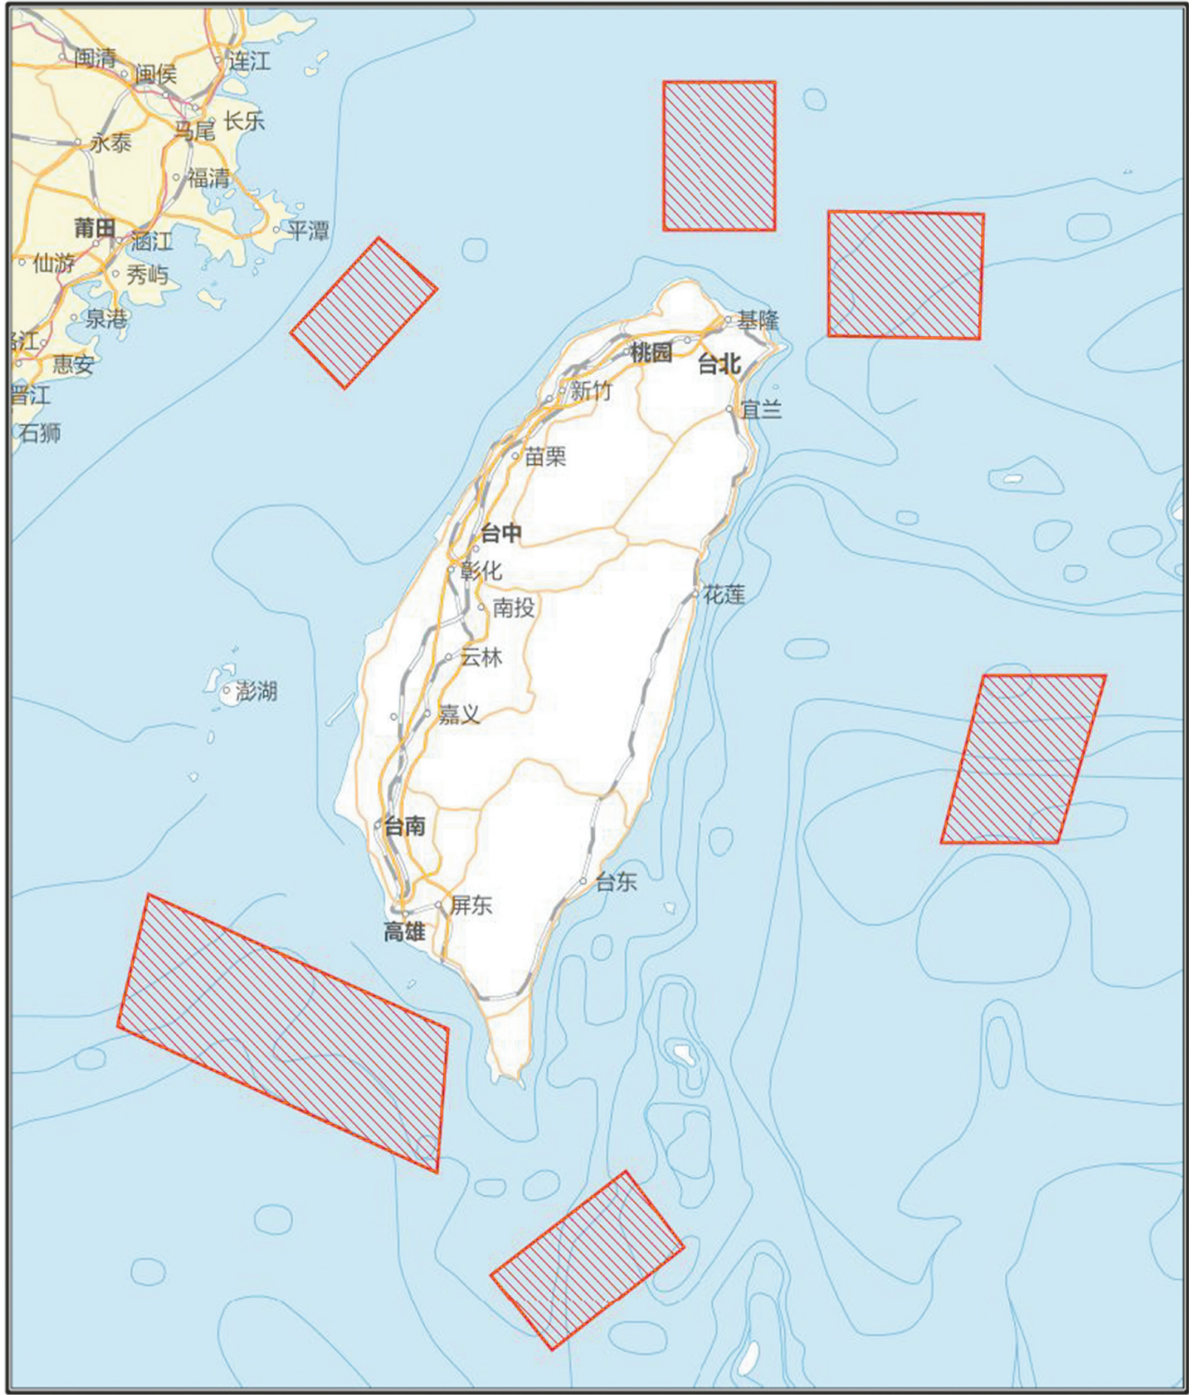 闽清
连江
闽侯
长乐
马尾
永泰
福清
莆田
涵江
平潭
仙游
秀屿
泉港
惠安
晋江
石狮
基隆
桃园
台北
新竹
宜兰
苗栗
台中
彰化
花莲
南投
云林
澎湖
嘉义
台南
台东
屏东
高雄